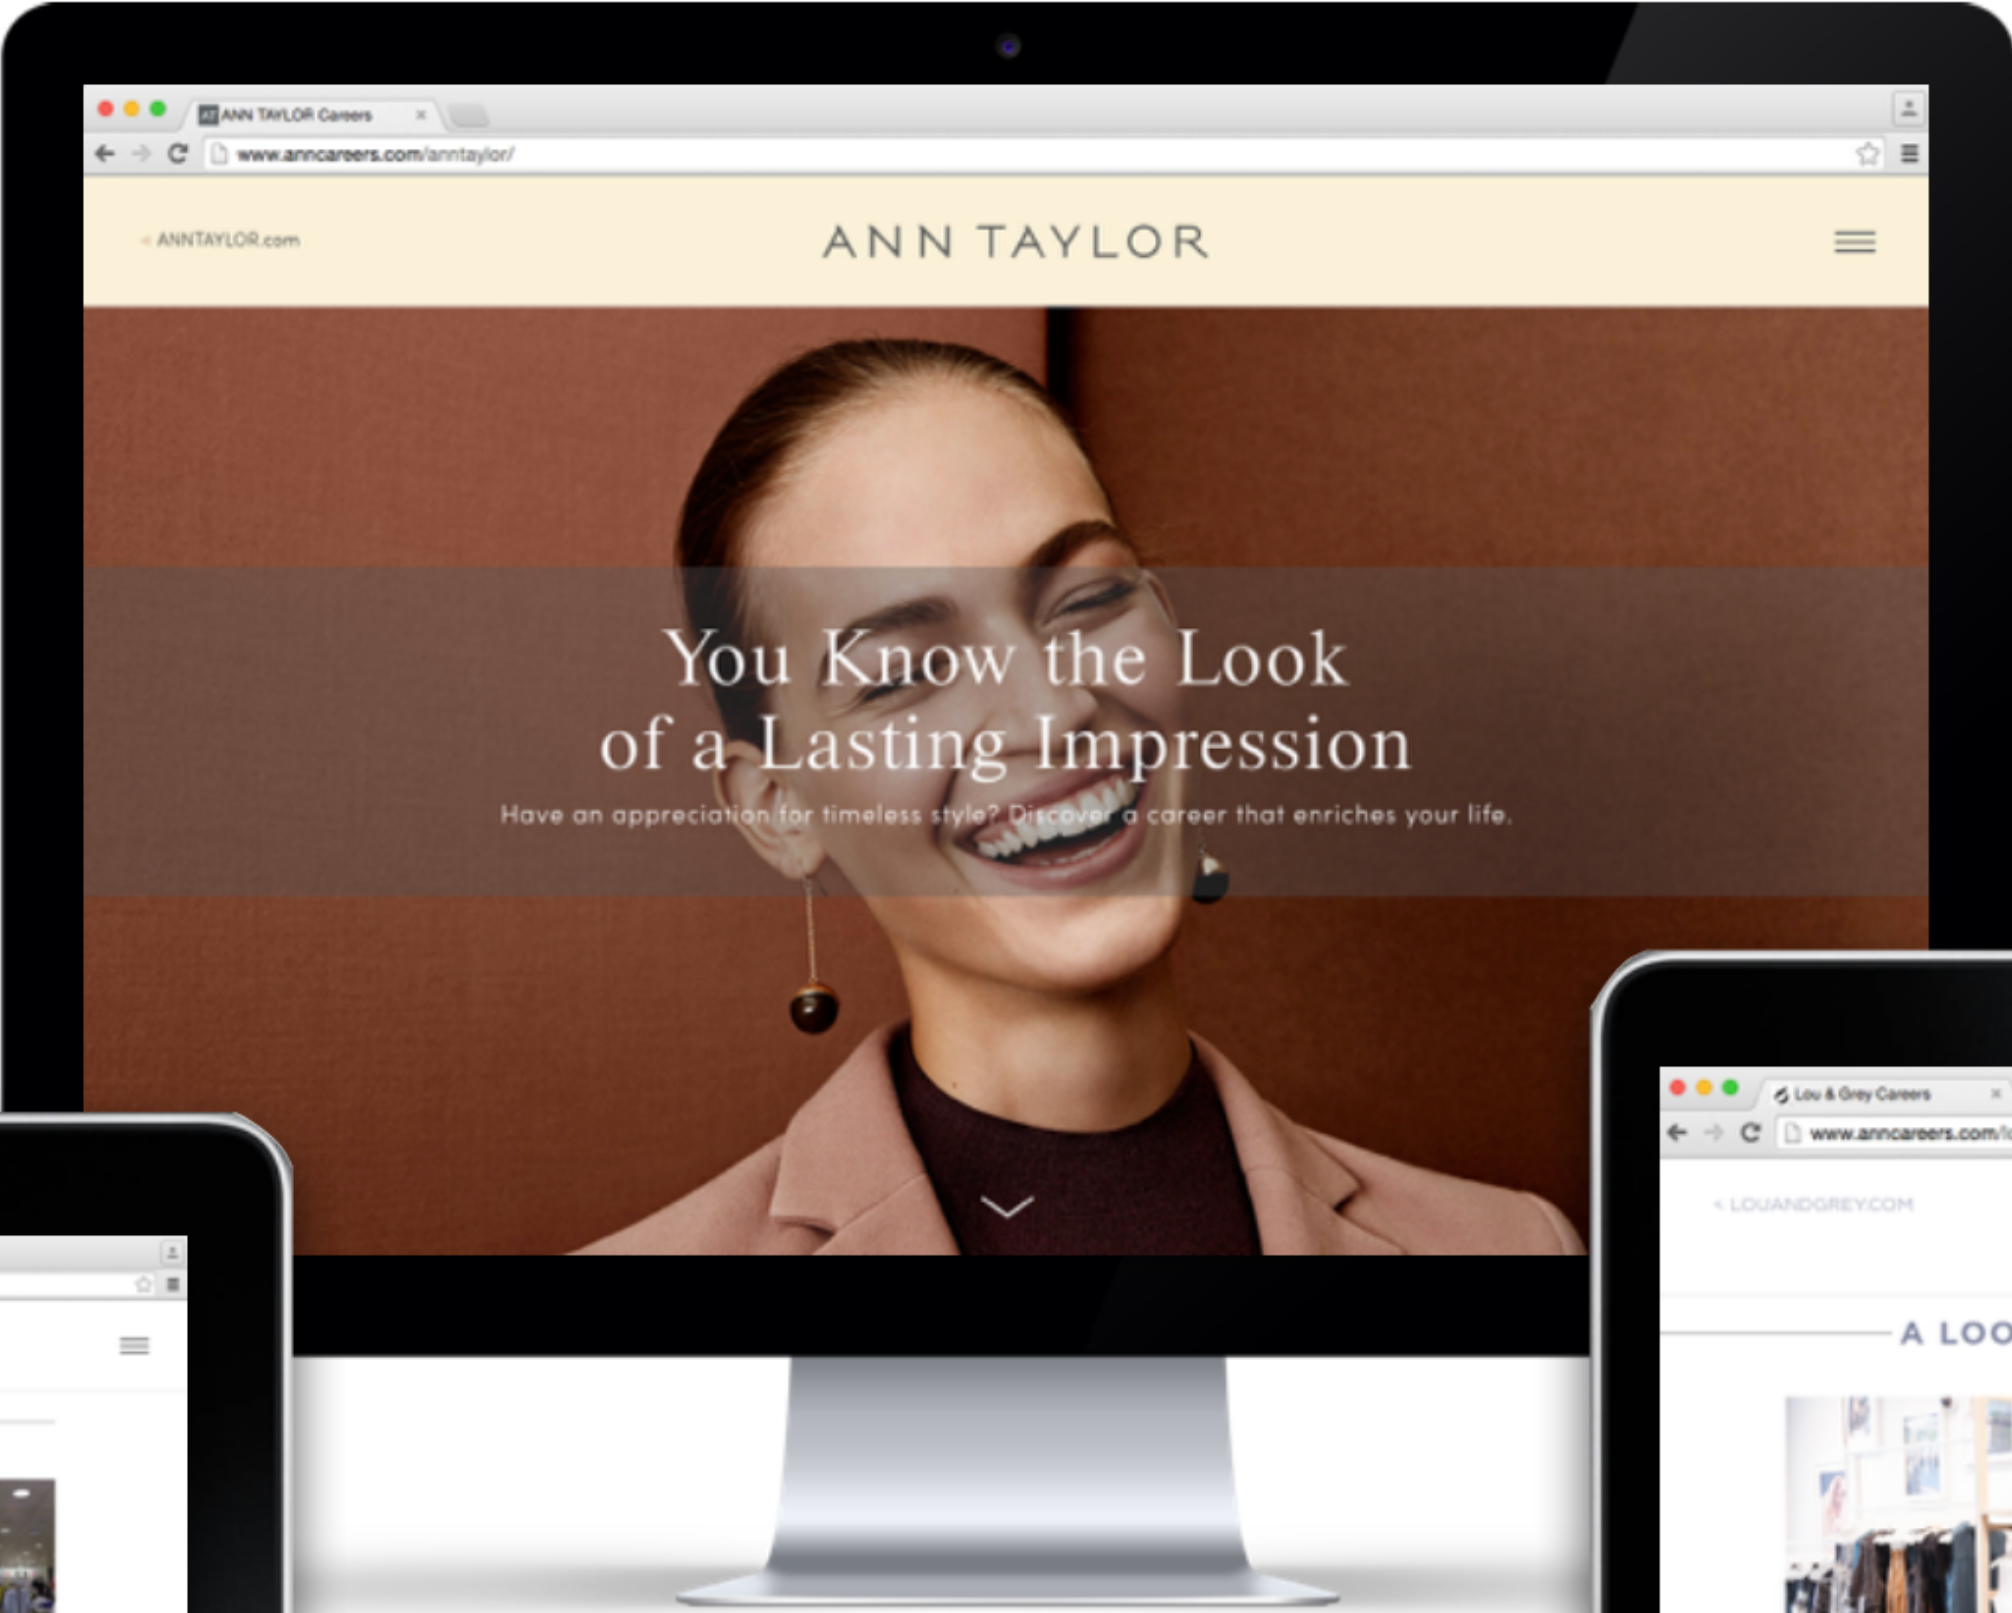 ANN TAYLOR Careers
www.anncareers.com/anntaylor/
< ANNTAYLOR.com
ANN TAYLOR
You Know the Look
of a Lasting Impression
Have an appreciation for timeless style? Discover a career that enriches your life.
Lou & Grey Careers
www.anncareers.com/lo
< LOUANDGREY.COM
A LOO